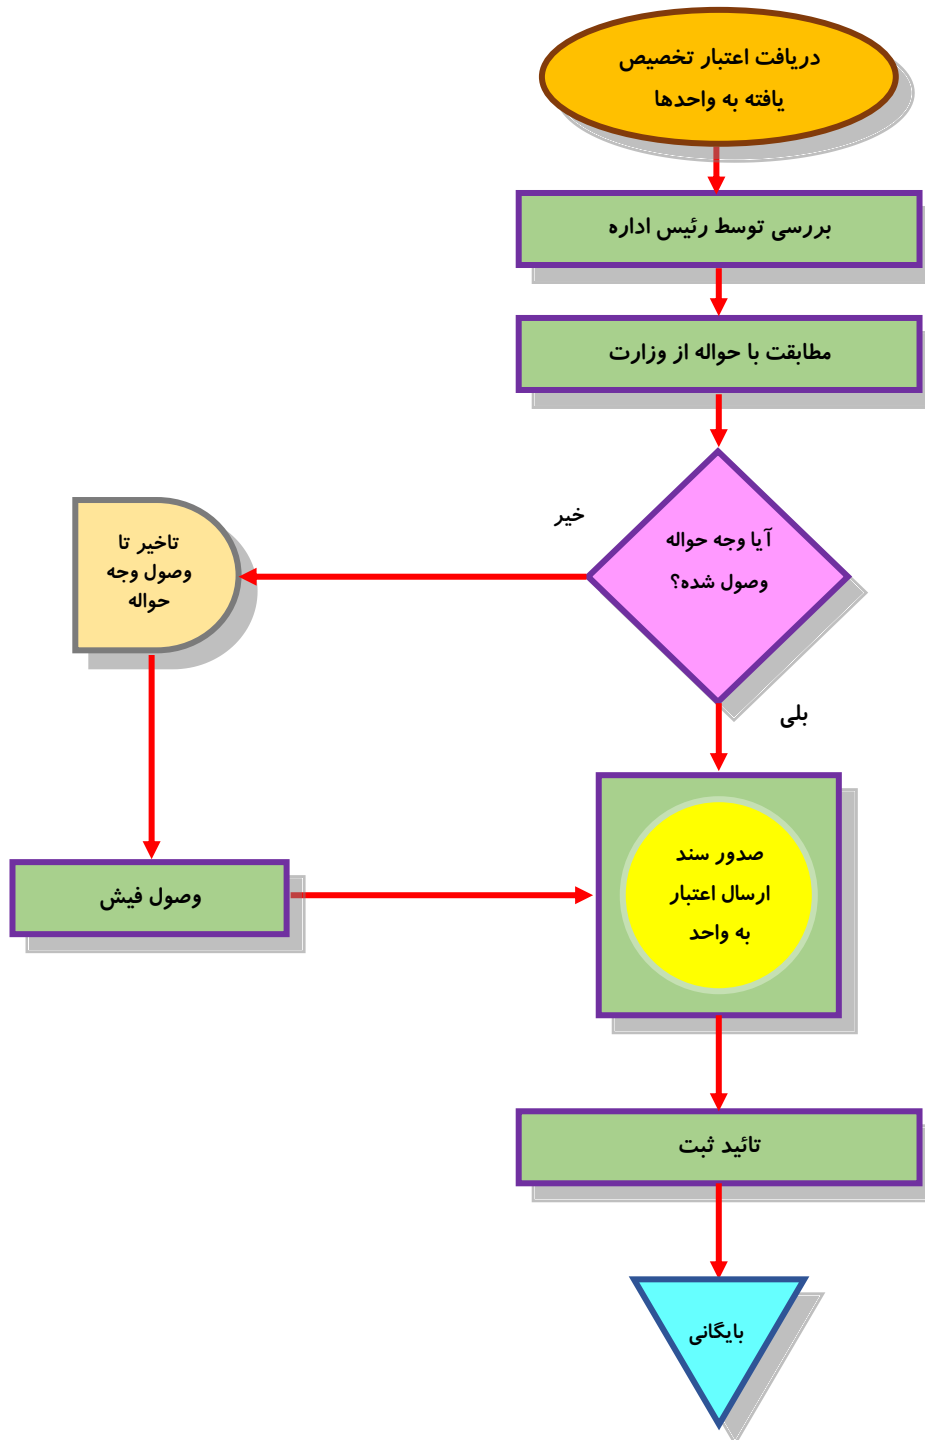 دریافت اعتبار تخصیص
یافته به واحدها
بررسی توسط رئیس اداره
مطابقت با حواله از وزارت
آیا وجه حواله
وصول شده؟
خیر
تاخیر تا
وصول وجه
حواله
بلی
وصول فیش
صدور سند
ارسال اعتبار
به واحد
تائید ثبت
بایگانی